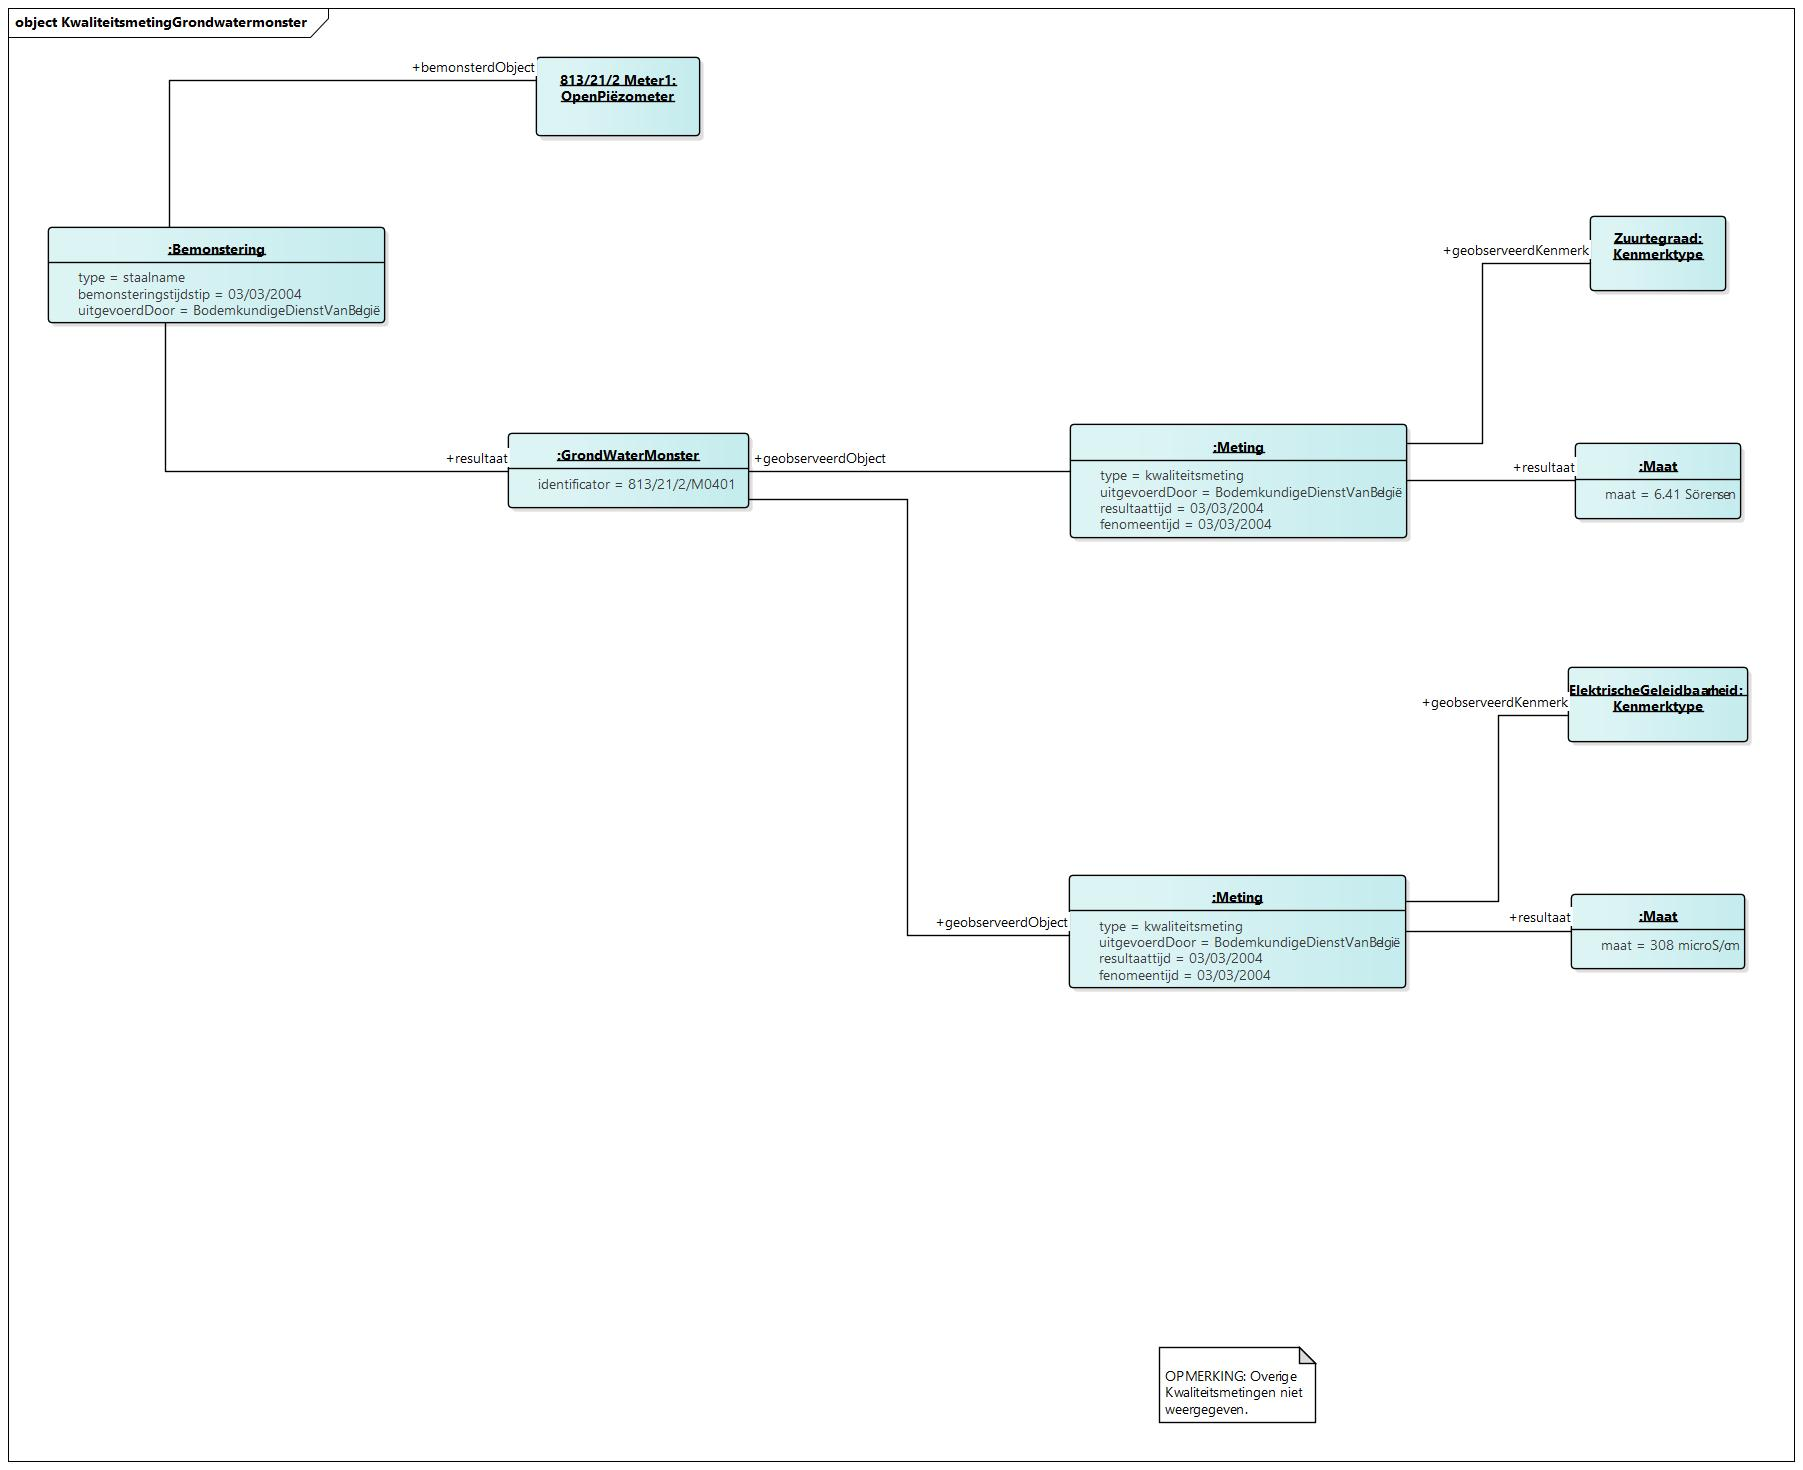 object KwaliteitsmetingGrondwatermonster
+bemonsterdObject
813/21/2 Meter1:
OpenPiëzometer
:Bemonstering
type = staalname
bemonsteringstijdstip = 03/03/2004
uitgevoerdDoor = BodemkundigeDienstVanBelgië
Zuurtegraad:
Kenmerktype
+geobserveerdKenmerk
+resultaat
:GrondWaterMonster
identificator = 813/21/2/M0401
+geobserveerdObject
:Meting
type = kwaliteitsmeting
uitgevoerdDoor = BodemkundigeDienstVanBelgië
resultaattijd = 03/03/2004
fenomeentijd = 03/03/2004
+resultaat
:Maat
maat = 6.41 Sörensen
ElektrischeGeleidbaarheid:
Kenmerktype
+geobserveerdKenmerk
+geobserveerdObject
:Meting
type = kwaliteitsmeting
uitgevoerdDoor = BodemkundigeDienstVanBelgië
resultaattijd = 03/03/2004
fenomeentijd = 03/03/2004
+resultaat
:Maat
maat = 308 microS/cm
OPMERKING: Overige
Kwaliteitsmetingen niet
weergegeven.